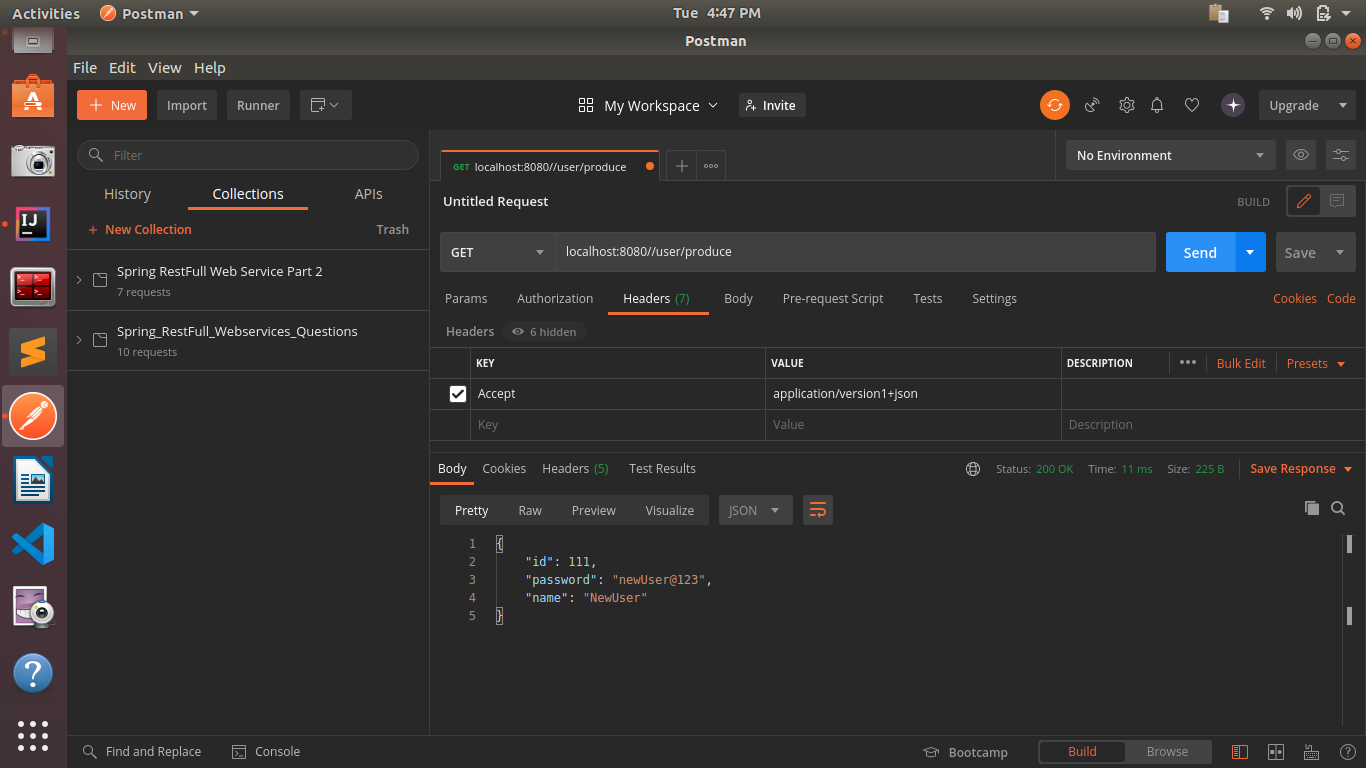 Activities Postman Tue 4:47 PM
Postman
File Edit View Help
+ New Import Runner My Workspace Invite Upgrade
Filter
History Collections APIs
+ New Collection Trash
Spring RestFull Web Service Part 2
7 requests
Spring_RestFull_Webservices_Questions
10 requests
GET localhost:8080//user/produce
No Environment
Untitled Request BUILD
GET localhost:8080//user/produce Send Save
Params Authorization Headers (7) Body Pre-request Script Tests Settings Cookies Code
Headers 6 hidden
KEY VALUE DESCRIPTION ••• Bulk Edit Presets
Accept application/version1+json
Key Value Description
Body Cookies Headers (5) Test Results Status: 200 OK Time: 11 ms Size: 225 B Save Response
Pretty Raw Preview Visualize JSON
1 {
2 "id": 111,
3 "password": "newUser@123",
4 "name": "NewUser"
5 }
Find and Replace Console Bootcamp Build Browse
IJ
>_
?